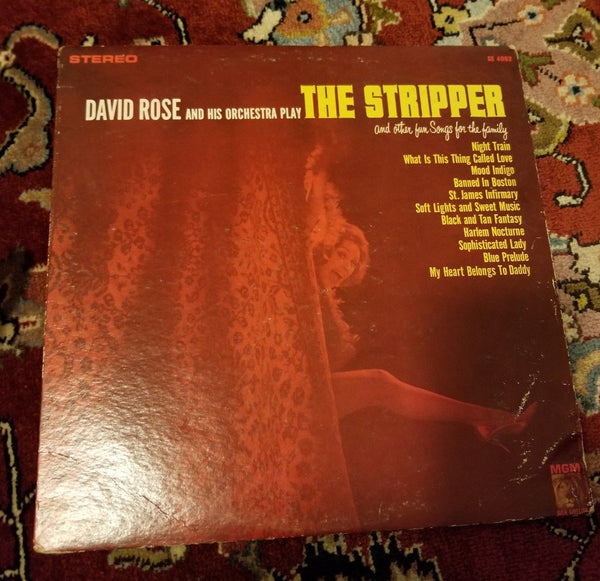 STEREO
SE 4062
DAVID ROSE AND HIS ORCHESTRA PLAY THE STRIPPER
and other fun Songs for the family
Night Train
What Is This Thing Called Love
Mood Indigo
Banned In Boston
St. James Infirmary
Soft Lights and Sweet Music
Black and Tan Fantasy
Harlem Nocturne
Sophisticated Lady
Blue Prelude
My Heart Belongs To Daddy
MGM